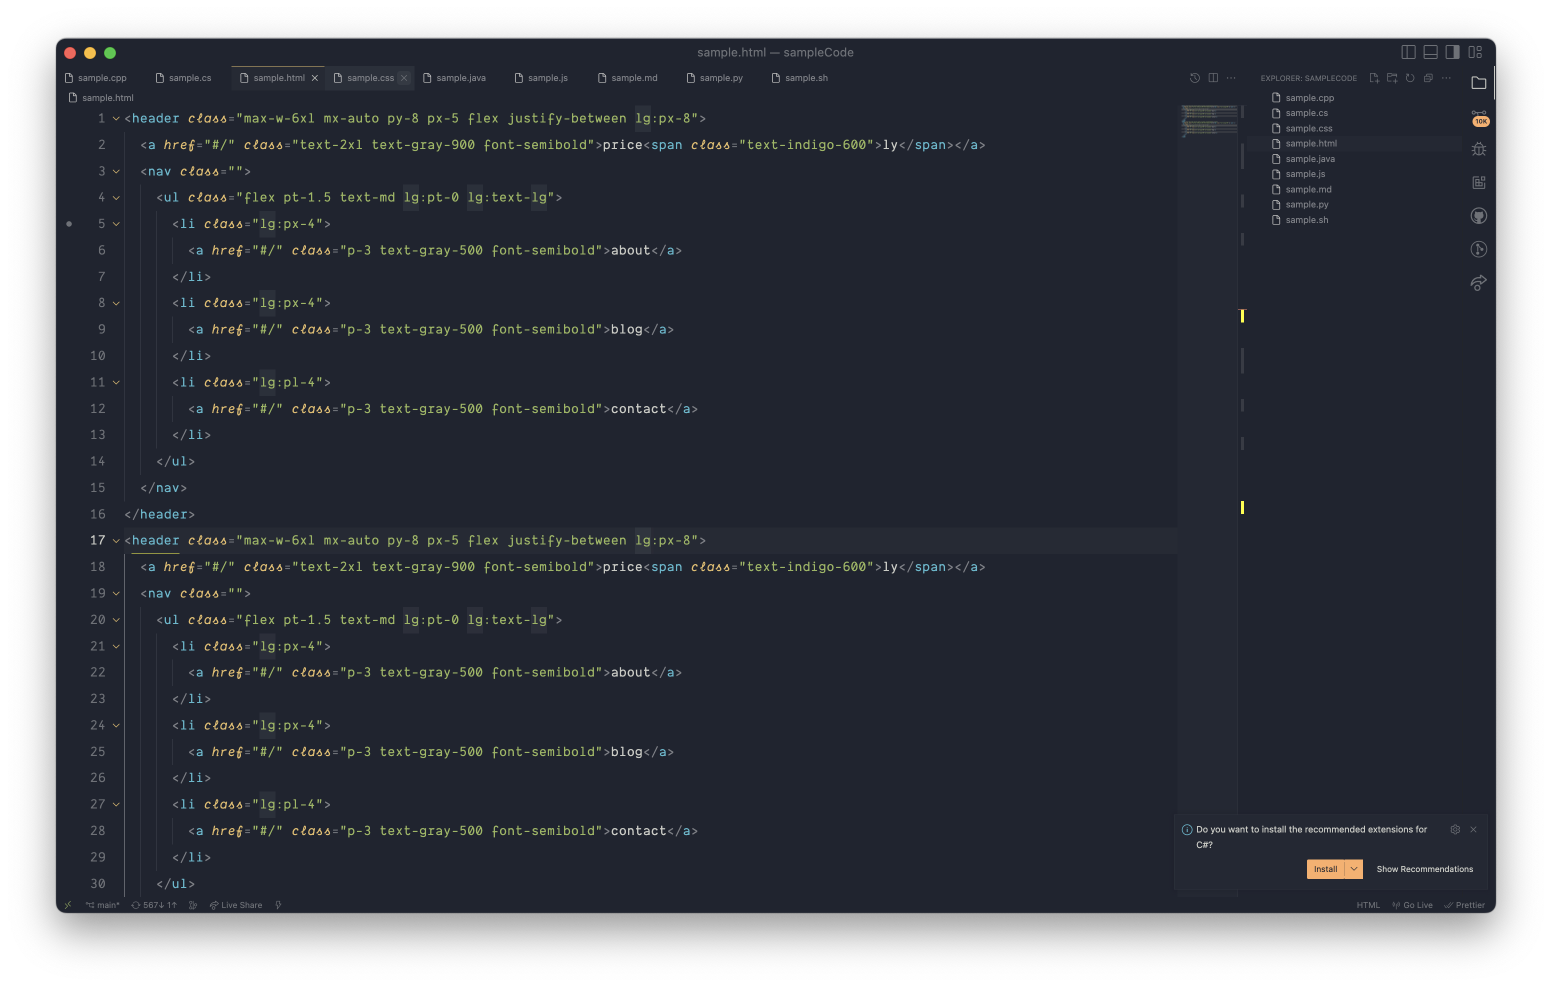 sample.html — sampleCode
sample.cpp sample.cs sample.html sample.css sample.java sample.js sample.md sample.py sample.sh
EXPLORER: SAMPLECODE
sample.html
1 <header class="max-w-6xl mx-auto py-8 px-5 flex justify-between lg:px-8">
2 <a href="#/" class="text-2xl text-gray-900 font-semibold">price<span class="text-indigo-600">ly</span></a>
3 <nav class="">
4 <ul class="flex pt-1.5 text-md lg:pt-0 lg:text-lg">
5 <li class="lg:px-4">
6 <a href="#/" class="p-3 text-gray-500 font-semibold">about</a>
7 </li>
8 <li class="lg:px-4">
9 <a href="#/" class="p-3 text-gray-500 font-semibold">blog</a>
10 </li>
11 <li class="lg:pl-4">
12 <a href="#/" class="p-3 text-gray-500 font-semibold">contact</a>
13 </li>
14 </ul>
15 </nav>
16 </header>
17 <header class="max-w-6xl mx-auto py-8 px-5 flex justify-between lg:px-8">
18 <a href="#/" class="text-2xl text-gray-900 font-semibold">price<span class="text-indigo-600">ly</span></a>
19 <nav class="">
20 <ul class="flex pt-1.5 text-md lg:pt-0 lg:text-lg">
21 <li class="lg:px-4">
22 <a href="#/" class="p-3 text-gray-500 font-semibold">about</a>
23 </li>
24 <li class="lg:px-4">
25 <a href="#/" class="p-3 text-gray-500 font-semibold">blog</a>
26 </li>
27 <li class="lg:pl-4">
28 <a href="#/" class="p-3 text-gray-500 font-semibold">contact</a>
29 </li>
30 </ul>
sample.cpp
sample.cs
sample.css
sample.html
sample.java
sample.js
sample.md
sample.py
sample.sh
10K
Do you want to install the recommended extensions for
C#?
Install Show Recommendations
main* 567↓ 1↑ Live Share HTML Go Live Prettier